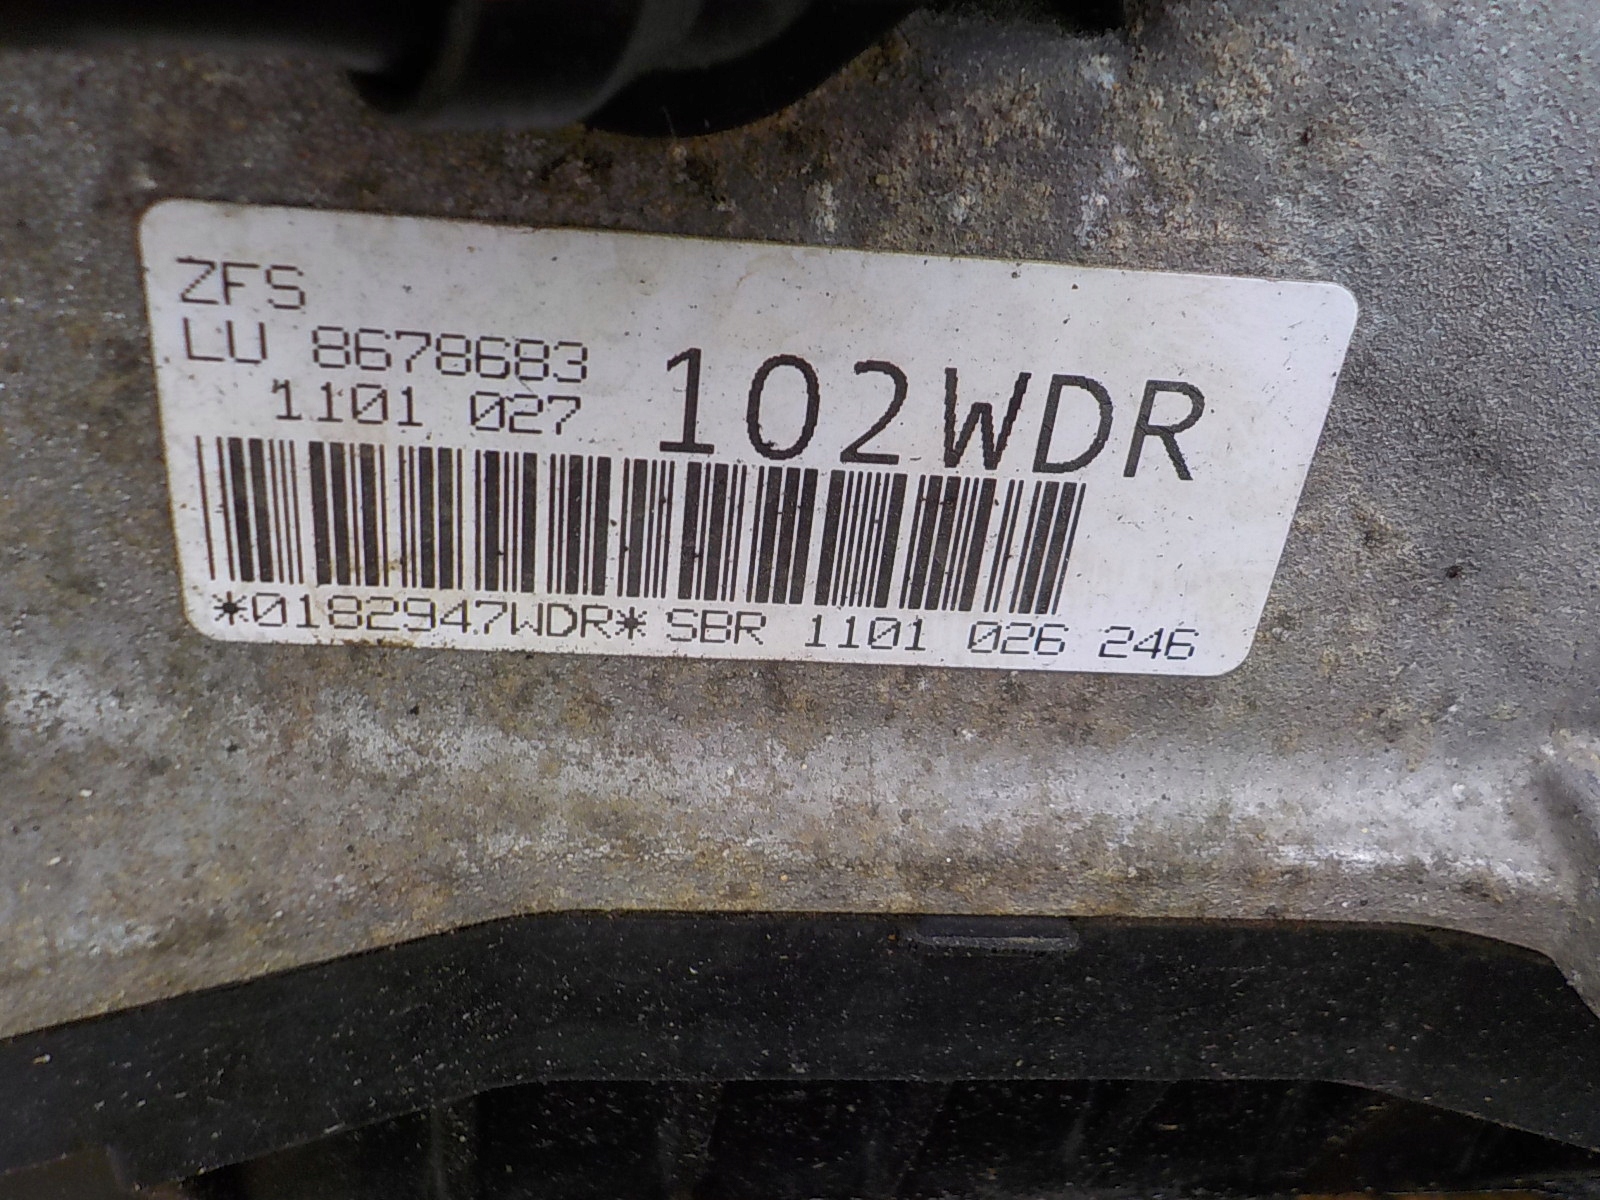 ZFS
LU 8678683
1101 027
102WDR
*0182947WDR* SBR 1101 026 246